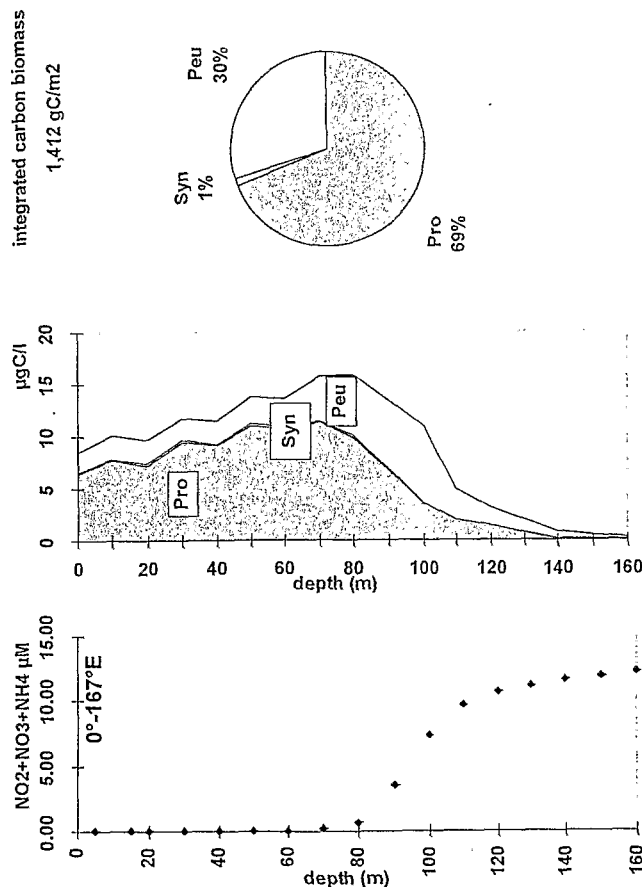 integrated carbon biomass
1,412 gC/m2
Peu
30%
Syn
1%
Pro
69%
µgC/l
20
15
10
5
0
Pro
Syn
Peu
0
20
40
60
80
100
120
140
160
depth (m)
NO2+NO3+NH4 µM
15.00
10.00
5.00
0.00
0°-167°E
0
20
40
60
80
100
120
140
160
depth (m)